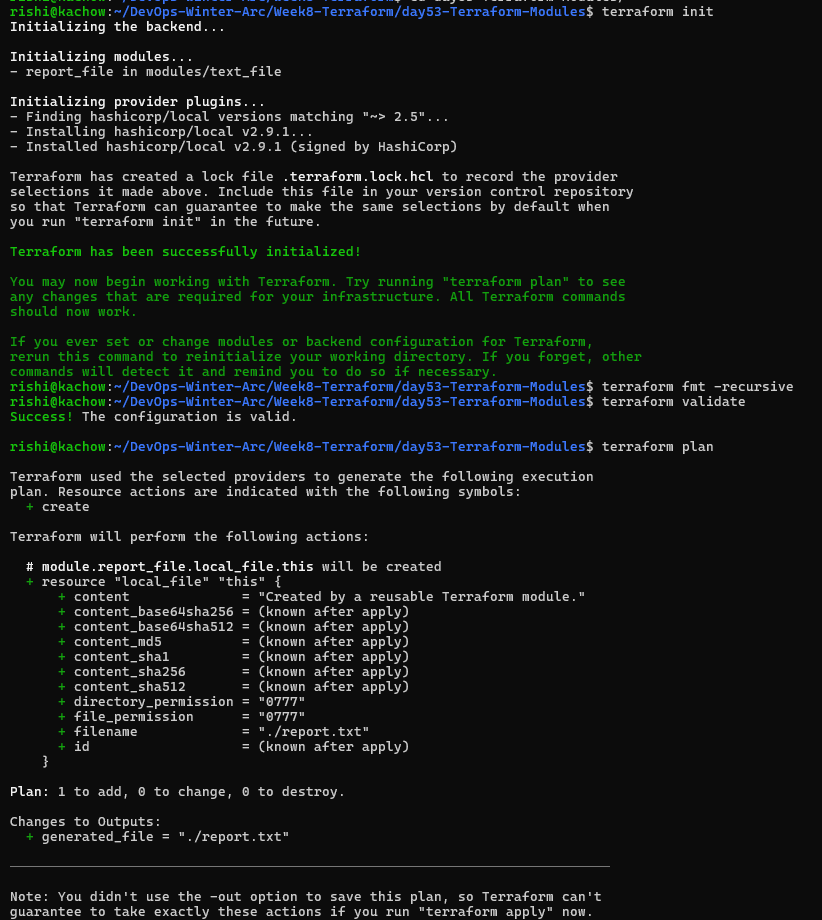 rishi@kachow:~/DevOps-Winter-Arc/Week8-Terraform/day53-Terraform-Modules$ terraform init
Initializing the backend...
Initializing modules...
- report_file in modules/text_file
Initializing provider plugins...
- Finding hashicorp/local versions matching "~> 2.5"...
- Installing hashicorp/local v2.9.1...
- Installed hashicorp/local v2.9.1 (signed by HashiCorp)
Terraform has created a lock file .terraform.lock.hcl to record the provider
selections it made above. Include this file in your version control repository
so that Terraform can guarantee to make the same selections by default when
you run "terraform init" in the future.
Terraform has been successfully initialized!
You may now begin working with Terraform. Try running "terraform plan" to see
any changes that are required for your infrastructure. All Terraform commands
should now work.
If you ever set or change modules or backend configuration for Terraform,
rerun this command to reinitialize your working directory. If you forget, other
commands will detect it and remind you to do so if necessary.
rishi@kachow:~/DevOps-Winter-Arc/Week8-Terraform/day53-Terraform-Modules$ terraform fmt -recursive
rishi@kachow:~/DevOps-Winter-Arc/Week8-Terraform/day53-Terraform-Modules$ terraform validate
Success! The configuration is valid.
rishi@kachow:~/DevOps-Winter-Arc/Week8-Terraform/day53-Terraform-Modules$ terraform plan
Terraform used the selected providers to generate the following execution
plan. Resource actions are indicated with the following symbols:
+ create
Terraform will perform the following actions:
# module.report_file.local_file.this will be created
+ resource "local_file" "this" {
+ content = "Created by a reusable Terraform module."
+ content_base64sha256 = (known after apply)
+ content_base64sha512 = (known after apply)
+ content_md5 = (known after apply)
+ content_sha1 = (known after apply)
+ content_sha256 = (known after apply)
+ content_sha512 = (known after apply)
+ directory_permission = "0777"
+ file_permission = "0777"
+ filename = "./report.txt"
+ id = (known after apply)
}
Plan: 1 to add, 0 to change, 0 to destroy.
Changes to Outputs:
+ generated_file = "./report.txt"
Note: You didn't use the -out option to save this plan, so Terraform can't
guarantee to take exactly these actions if you run "terraform apply" now.